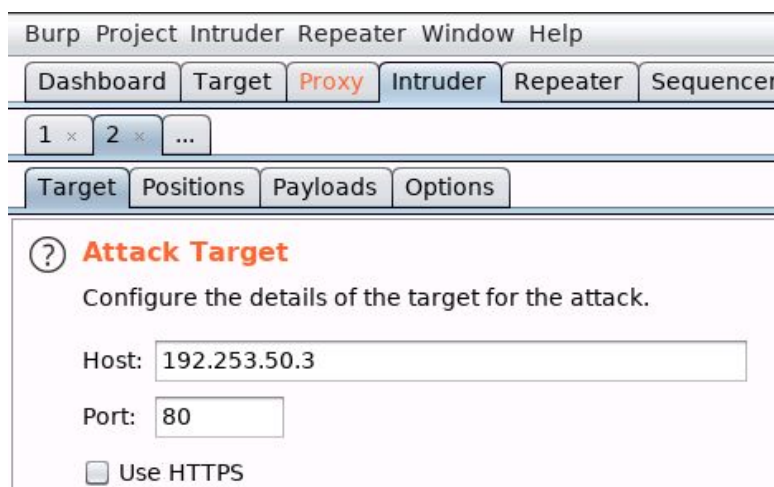 Burp Project Intruder Repeater Window Help
Dashboard Target Proxy Intruder Repeater Sequencer
1 × 2 × ...
Target Positions Payloads Options
? Attack Target
Configure the details of the target for the attack.
Host: 192.253.50.3
Port: 80
Use HTTPS